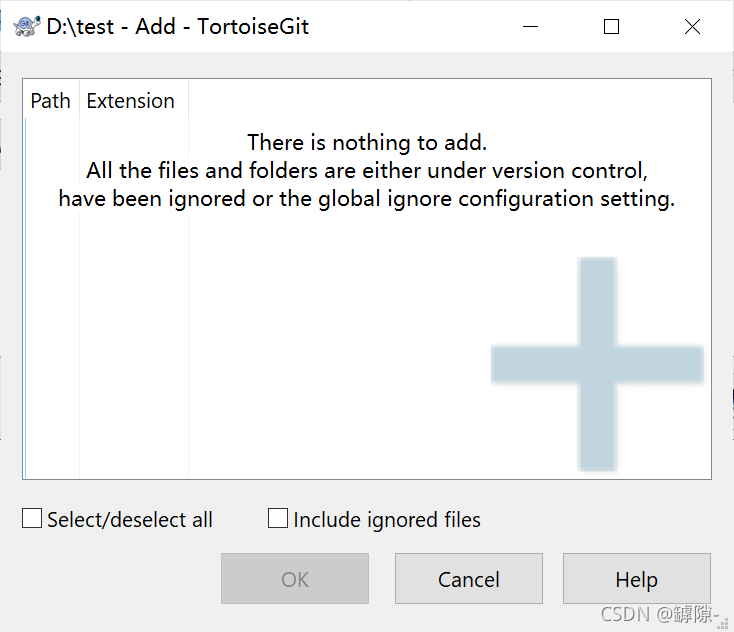 D:\test - Add - TortoiseGit
Path Extension
There is nothing to add.
All the files and folders are either under version control,
have been ignored or the global ignore configuration setting.
Select/deselect all Include ignored files
OK Cancel Help
CSDN @罅隙-